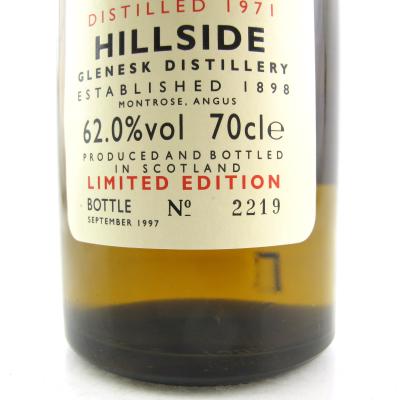 DISTILLED 1971
HILLSIDE
GLENESK DISTILLERY
ESTABLISHED 1898
MONTROSE, ANGUS
62.0%vol 70cl℮
PRODUCED AND BOTTLED
IN SCOTLAND
LIMITED EDITION
BOTTLE Nº 2219
SEPTEMBER 1997